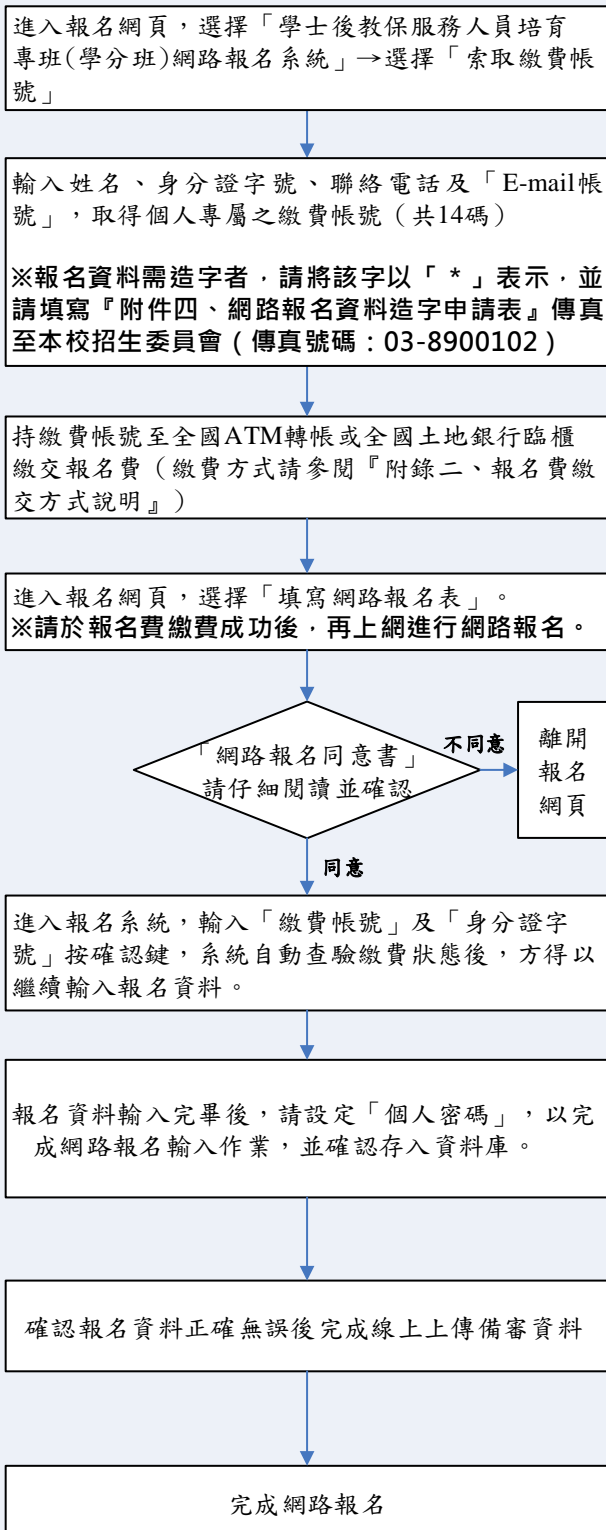 進入報名網頁，選擇「學士後教保服務人員培育
專班(學分班)網路報名系統」→選擇「索取繳費帳
號」
輸入姓名、身分證字號、聯絡電話及「E-mail帳
號」，取得個人專屬之繳費帳號（共14碼）
※報名資料需造字者，請將該字以「 * 」表示，並
請填寫『附件四、網路報名資料造字申請表』傳真
至本校招生委員會（傳真號碼：03-8900102）
持繳費帳號至全國ATM轉帳或全國土地銀行臨櫃
繳交報名費（繳費方式請參閱『附錄二、報名費繳
交方式說明』）
進入報名網頁，選擇「填寫網路報名表」。
※請於報名費繳費成功後，再上網進行網路報名。
「網路報名同意書」
請仔細閱讀並確認
不同意
離開
報名
網頁
同意
進入報名系統，輸入「繳費帳號」及「身分證字
號」按確認鍵，系統自動查驗繳費狀態後，方得以
繼續輸入報名資料。
報名資料輸入完畢後，請設定「個人密碼」，以完
成網路報名輸入作業，並確認存入資料庫。
確認報名資料正確無誤後完成線上上傳備審資料
完成網路報名